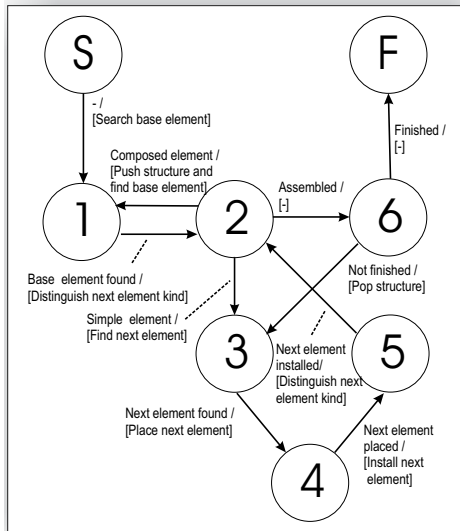 S
F
- /
[Search base element]
Finished /
[-]
Composed element /
[Push structure and
find base element]
Assembled /
[-]
1
2
6
Base  element found /
[Distinguish next element kind]
Not finished /
[Pop structure]
Simple  element /
[Find next element]
3
5
Next element
installed/
[Distinguish next
element kind]
Next element found /
[Place next element]
Next element
placed /
[Install next
element]
4